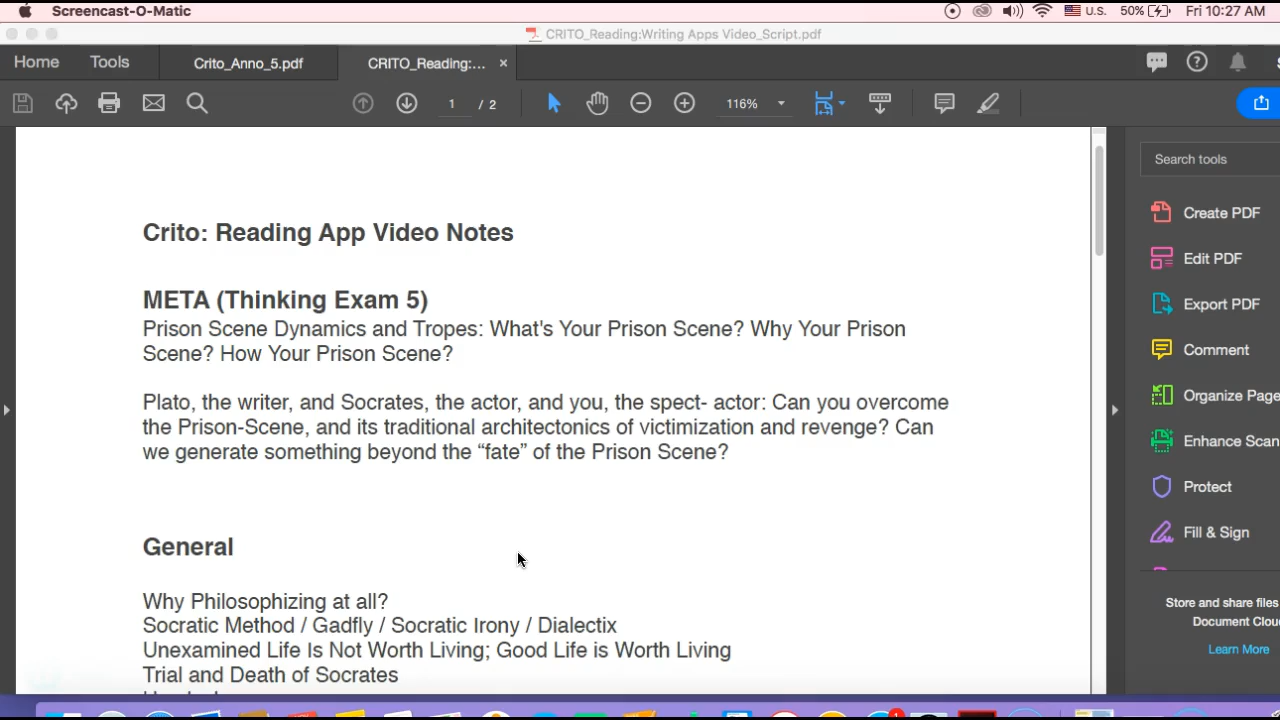 Screencast-O-Matic
U.S. 50% Fri 10:27 AM
CRITO_Reading:Writing Apps Video_Script.pdf
Home Tools Crito_Anno_5.pdf CRITO_Reading:... ×
1 / 2 116%
Search tools
Crito: Reading App Video Notes
META (Thinking Exam 5)
Prison Scene Dynamics and Tropes: What's Your Prison Scene? Why Your Prison
Scene? How Your Prison Scene?
Plato, the writer, and Socrates, the actor, and you, the spect- actor: Can you overcome
the Prison-Scene, and its traditional architectonics of victimization and revenge? Can
we generate something beyond the “fate” of the Prison Scene?
General
Why Philosophizing at all?
Socratic Method / Gadfly / Socratic Irony / Dialectix
Unexamined Life Is Not Worth Living; Good Life is Worth Living
Trial and Death of Socrates
Create PDF
Edit PDF
Export PDF
Comment
Organize Page
Enhance Scan
Protect
Fill & Sign
Store and share files
Document Clou
Learn More
1